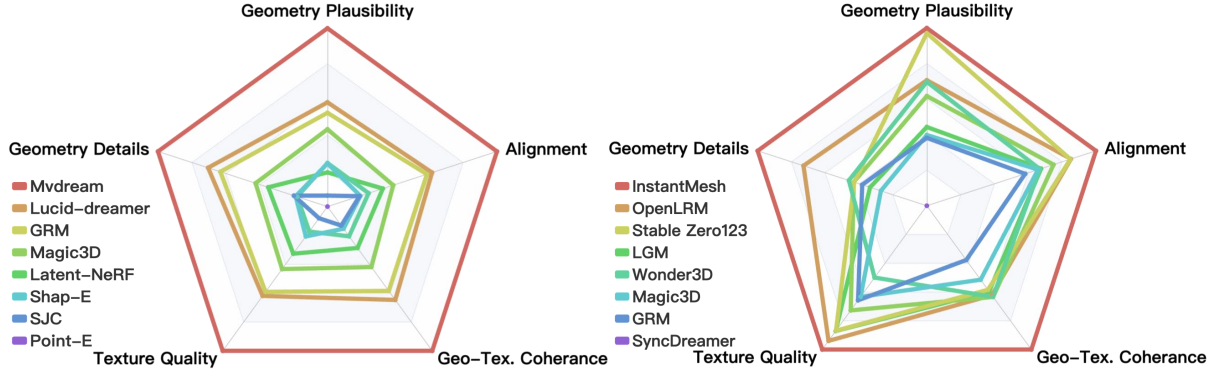 Geometry Plausibility
Geometry Details
Alignment
Mvdream
Lucid-dreamer
GRM
Magic3D
Latent-NeRF
Shap-E
SJC
Point-E
Texture Quality
Geo-Tex. Coherance
Geometry Plausibility
Geometry Details
Alignment
InstantMesh
OpenLRM
Stable Zero123
LGM
Wonder3D
Magic3D
GRM
SyncDreamer
Texture Quality
Geo-Tex. Coherance